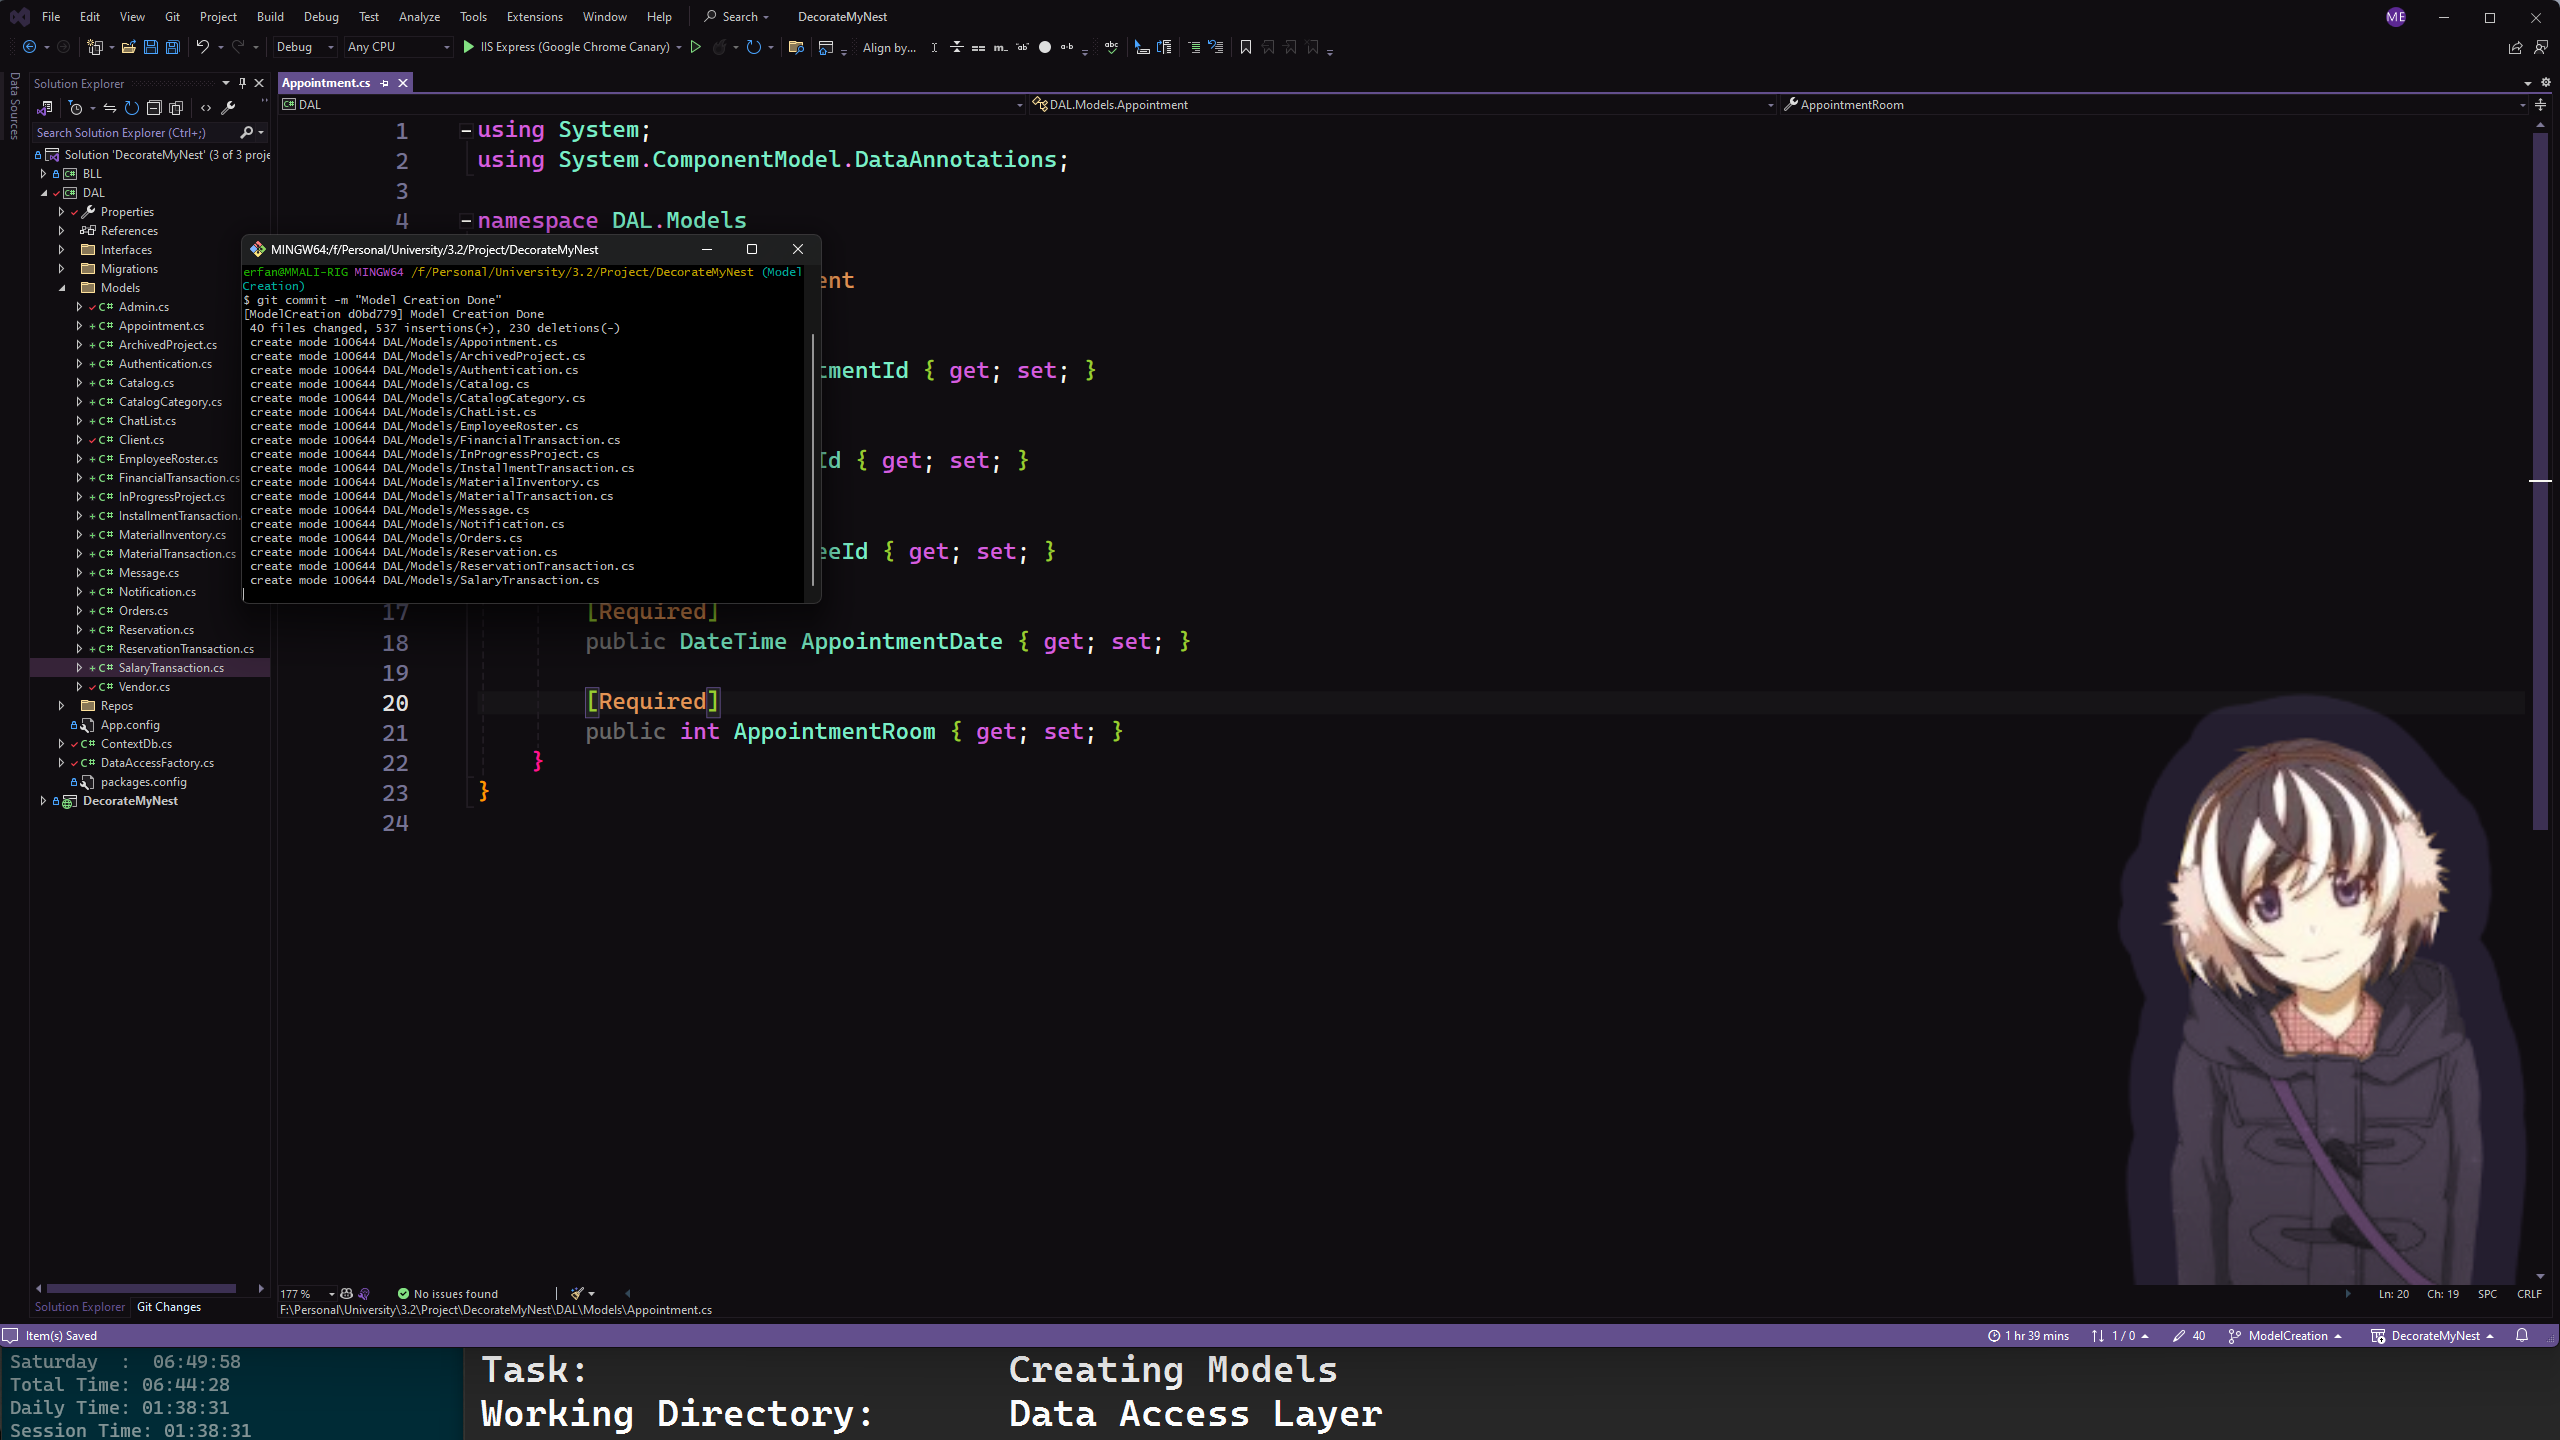 File Edit View Git Project Build Debug Test Analyze Tools Extensions Window Help Search DecorateMyNest ME
Debug Any CPU IIS Express (Google Chrome Canary) Align by...
Data Sources
Solution Explorer
Search Solution Explorer (Ctrl+;)
Solution 'DecorateMyNest' (3 of 3 proje
BLL
DAL
Properties
References
Interfaces
Migrations
Models
Admin.cs
Appointment.cs
ArchivedProject.cs
Authentication.cs
Catalog.cs
CatalogCategory.cs
ChatList.cs
Client.cs
EmployeeRoster.cs
FinancialTransaction.cs
InProgressProject.cs
InstallmentTransaction.
MaterialInventory.cs
MaterialTransaction.cs
Message.cs
Notification.cs
Orders.cs
Reservation.cs
ReservationTransaction.cs
SalaryTransaction.cs
Vendor.cs
Repos
App.config
ContextDb.cs
DataAccessFactory.cs
packages.config
DecorateMyNest
Solution Explorer Git Changes
Appointment.cs
DAL DAL.Models.Appointment AppointmentRoom
1 using System;
2 using System.ComponentModel.DataAnnotations;
3
4 namespace DAL.Models
ent
tmentId { get; set; }
Id { get; set; }
eeId { get; set; }
17 [Required]
18 public DateTime AppointmentDate { get; set; }
19
20 [Required]
21 public int AppointmentRoom { get; set; }
22 }
23 }
24
MINGW64:/f/Personal/University/3.2/Project/DecorateMyNest
erfan@MMALI-RIG MINGW64 /f/Personal/University/3.2/Project/DecorateMyNest (Model
Creation)
$ git commit -m "Model Creation Done"
[ModelCreation d0bd779] Model Creation Done
40 files changed, 537 insertions(+), 230 deletions(-)
create mode 100644 DAL/Models/Appointment.cs
create mode 100644 DAL/Models/ArchivedProject.cs
create mode 100644 DAL/Models/Authentication.cs
create mode 100644 DAL/Models/Catalog.cs
create mode 100644 DAL/Models/CatalogCategory.cs
create mode 100644 DAL/Models/ChatList.cs
create mode 100644 DAL/Models/EmployeeRoster.cs
create mode 100644 DAL/Models/FinancialTransaction.cs
create mode 100644 DAL/Models/InProgressProject.cs
create mode 100644 DAL/Models/InstallmentTransaction.cs
create mode 100644 DAL/Models/MaterialInventory.cs
create mode 100644 DAL/Models/MaterialTransaction.cs
create mode 100644 DAL/Models/Message.cs
create mode 100644 DAL/Models/Notification.cs
create mode 100644 DAL/Models/Orders.cs
create mode 100644 DAL/Models/Reservation.cs
create mode 100644 DAL/Models/ReservationTransaction.cs
create mode 100644 DAL/Models/SalaryTransaction.cs
177 % No issues found Ln: 20 Ch: 19 SPC CRLF
F:\Personal\University\3.2\Project\DecorateMyNest\DAL\Models\Appointment.cs
Item(s) Saved 1 hr 39 mins 1 / 0 40 ModelCreation DecorateMyNest
Saturday : 06:49:58
Total Time: 06:44:28
Daily Time: 01:38:31
Session Time: 01:38:31
Task: Creating Models
Working Directory: Data Access Layer